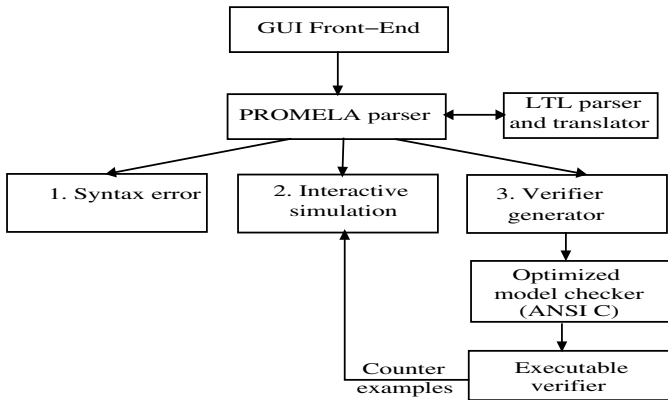 GUI Front−End
PROMELA parser
LTL parser
and translator
1. Syntax error
2. Interactive
simulation
3. Verifier
generator
Optimized
model checker
(ANSI C)
Counter
examples
Executable
verifier